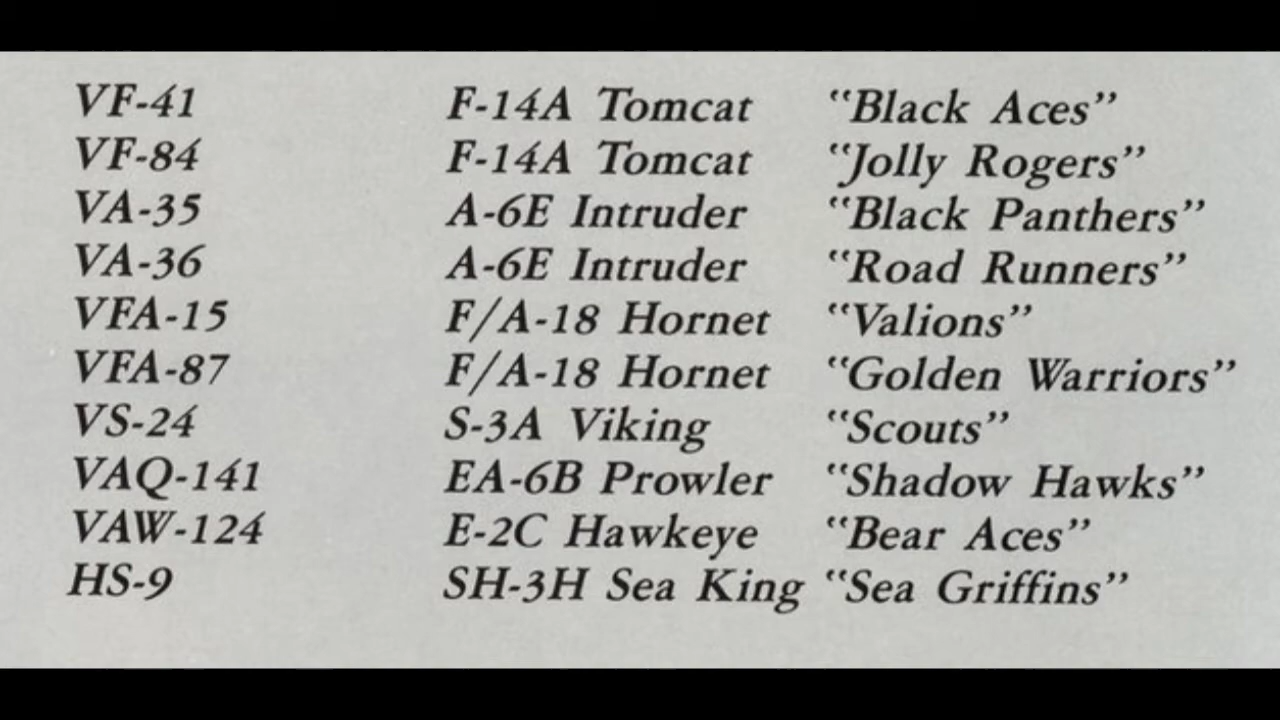 VF-41 F-14A Tomcat "Black Aces"
VF-84 F-14A Tomcat "Jolly Rogers"
VA-35 A-6E Intruder "Black Panthers"
VA-36 A-6E Intruder "Road Runners"
VFA-15 F/A-18 Hornet "Valions"
VFA-87 F/A-18 Hornet "Golden Warriors"
VS-24 S-3A Viking "Scouts"
VAQ-141 EA-6B Prowler "Shadow Hawks"
VAW-124 E-2C Hawkeye "Bear Aces"
HS-9 SH-3H Sea King "Sea Griffins"